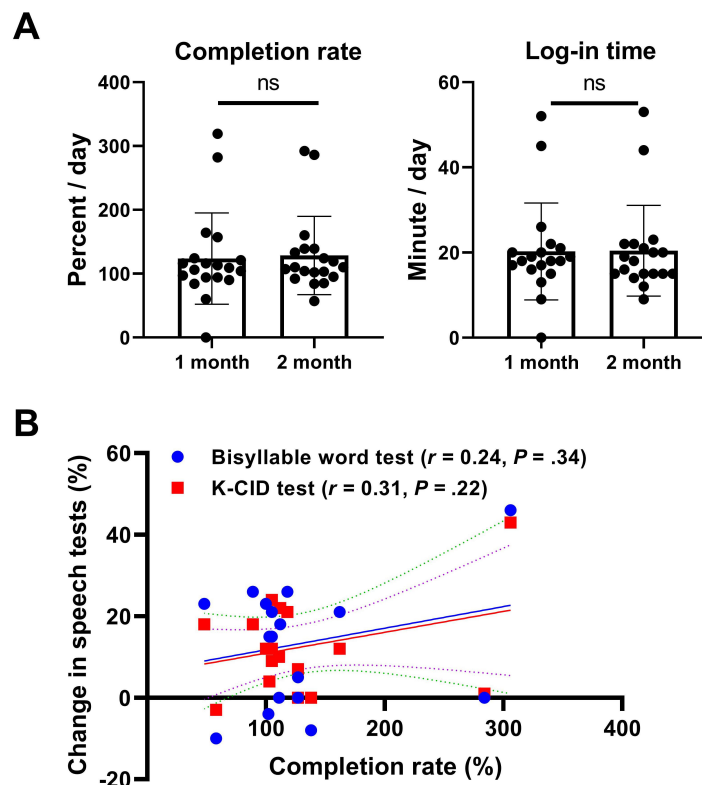 A
Completion rate
ns
Percent / day
400
300
200
100
0
1 month
2 month
Log-in time
ns
Minute / day
60
40
20
0
1 month
2 month
B
Change in speech tests (%)
60
40
20
0
-20
Bisyllable word test (r = 0.24, P = .34)
K-CID test (r = 0.31, P = .22)
100
200
300
400
Completion rate (%)